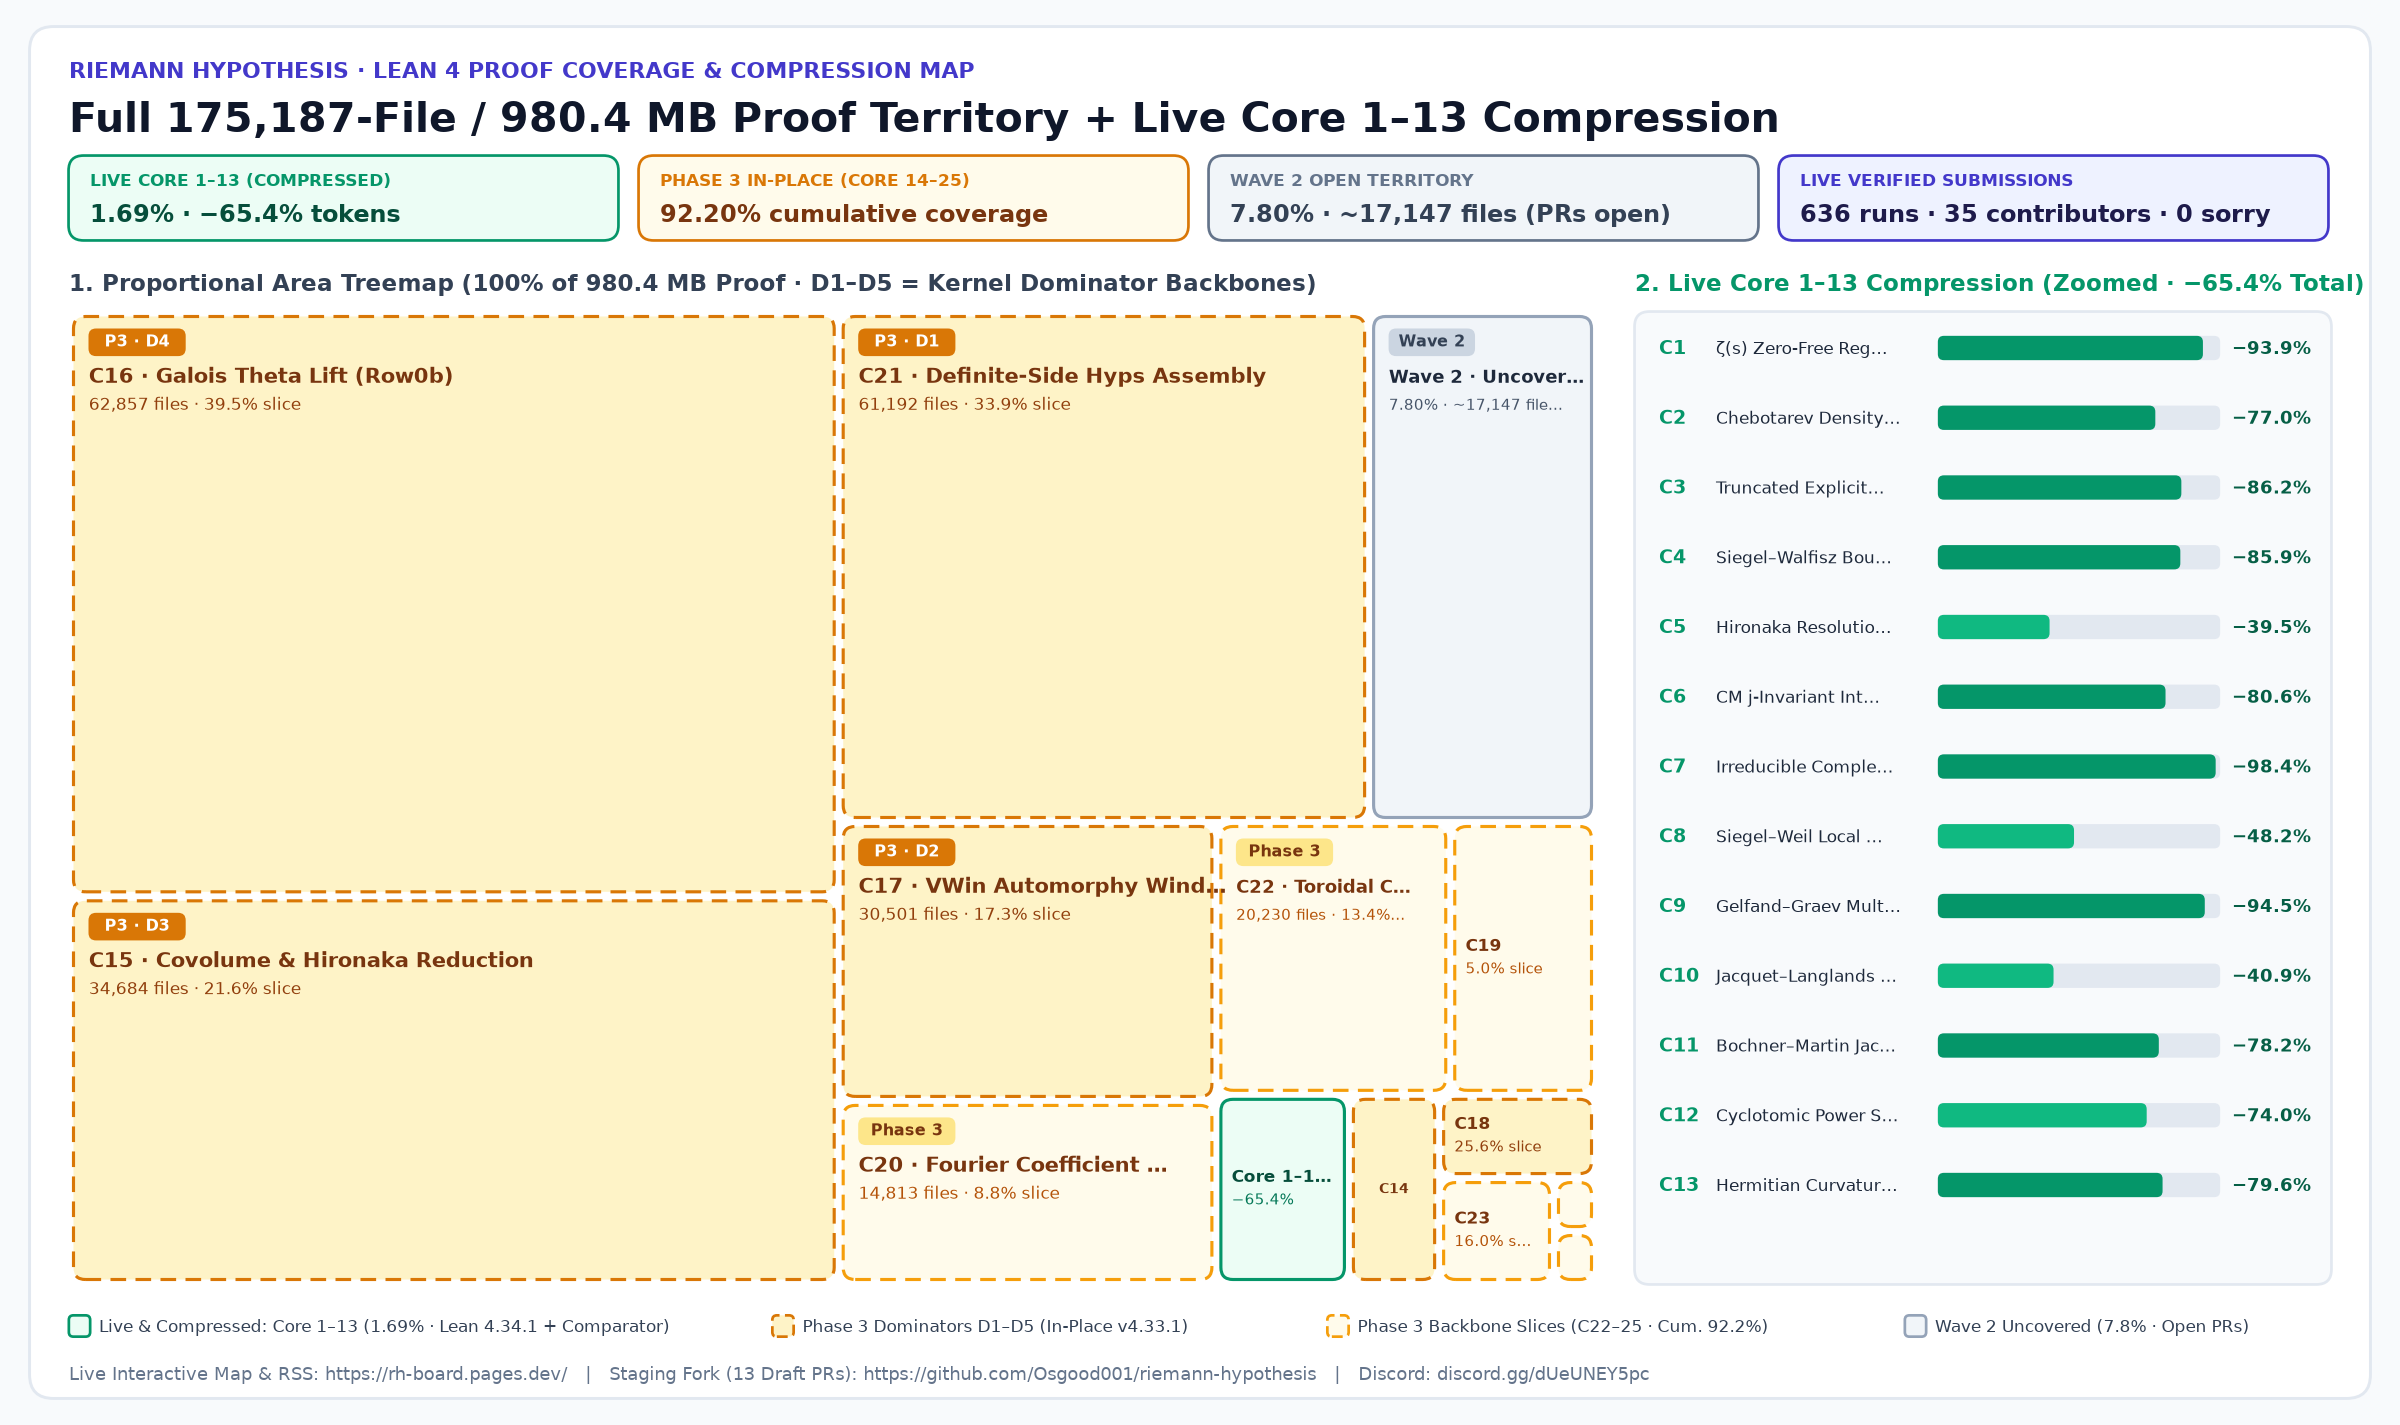 RIEMANN HYPOTHESIS · LEAN 4 PROOF COVERAGE & COMPRESSION MAP
Full 175,187-File / 980.4 MB Proof Territory + Live Core 1–13 Compression
LIVE CORE 1–13 (COMPRESSED)
1.69% · −65.4% tokens
PHASE 3 IN-PLACE (CORE 14–25)
92.20% cumulative coverage
WAVE 2 OPEN TERRITORY
7.80% · ~17,147 files (PRs open)
LIVE VERIFIED SUBMISSIONS
636 runs · 35 contributors · 0 sorry
1. Proportional Area Treemap (100% of 980.4 MB Proof · D1–D5 = Kernel Dominator Backbones)
P3 · D4
C16 · Galois Theta Lift (Row0b)
62,857 files · 39.5% slice
P3 · D1
C21 · Definite-Side Hyps Assembly
61,192 files · 33.9% slice
Wave 2
Wave 2 · Uncover…
7.80% · ~17,147 file…
P3 · D3
C15 · Covolume & Hironaka Reduction
34,684 files · 21.6% slice
P3 · D2
C17 · VWin Automorphy Wind…
30,501 files · 17.3% slice
Phase 3
C22 · Toroidal C…
20,230 files · 13.4%…
C19
5.0% slice
Phase 3
C20 · Fourier Coefficient …
14,813 files · 8.8% slice
Core 1–1…
−65.4%
C14
C18
25.6% slice
C23
16.0% s…
2. Live Core 1–13 Compression (Zoomed · −65.4% Total)
C1 ζ(s) Zero-Free Reg… −93.9%
C2 Chebotarev Density… −77.0%
C3 Truncated Explicit… −86.2%
C4 Siegel–Walfisz Bou… −85.9%
C5 Hironaka Resolutio… −39.5%
C6 CM j-Invariant Int… −80.6%
C7 Irreducible Comple… −98.4%
C8 Siegel–Weil Local … −48.2%
C9 Gelfand–Graev Mult… −94.5%
C10 Jacquet–Langlands … −40.9%
C11 Bochner–Martin Jac… −78.2%
C12 Cyclotomic Power S… −74.0%
C13 Hermitian Curvatur… −79.6%
Live & Compressed: Core 1–13 (1.69% · Lean 4.34.1 + Comparator)
Phase 3 Dominators D1–D5 (In-Place v4.33.1)
Phase 3 Backbone Slices (C22–25 · Cum. 92.2%)
Wave 2 Uncovered (7.8% · Open PRs)
Live Interactive Map & RSS: https://rh-board.pages.dev/ | Staging Fork (13 Draft PRs): https://github.com/Osgood001/riemann-hypothesis | Discord: discord.gg/dUeUNEY5pc